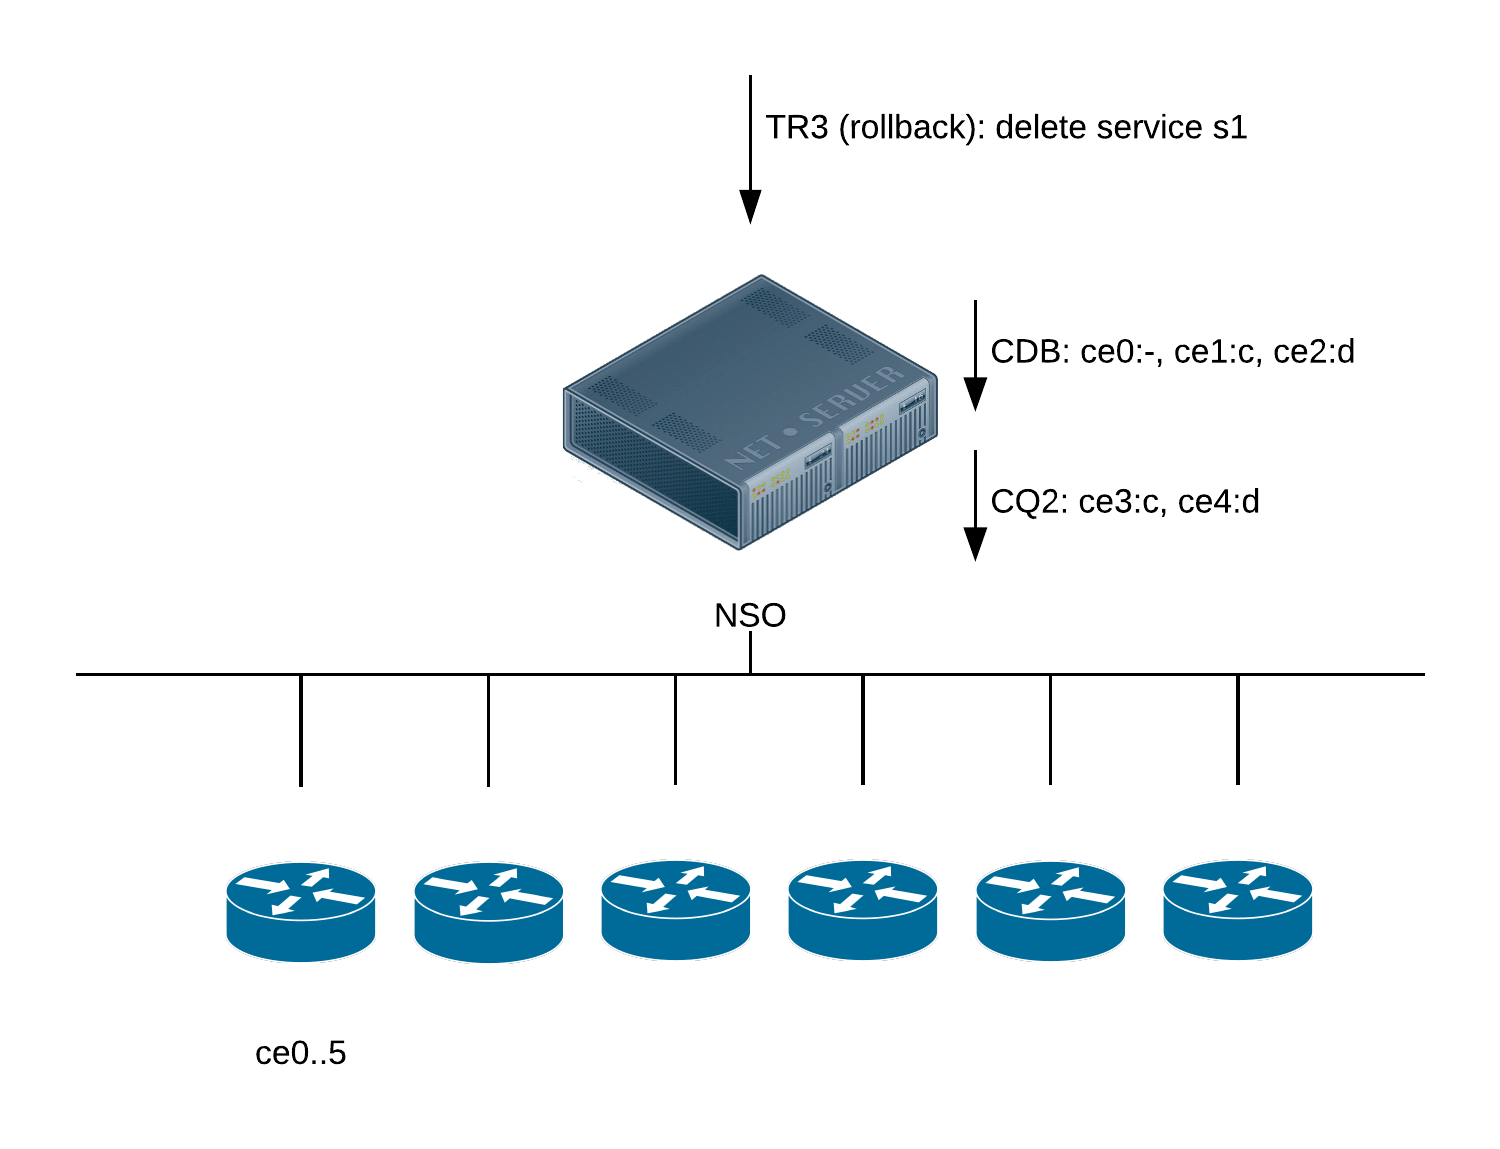 TR3 (rollback): delete service s1
NET • SERVER
CDB: ce0:-, ce1:c, ce2:d
CQ2: ce3:c, ce4:d
NSO
ce0..5